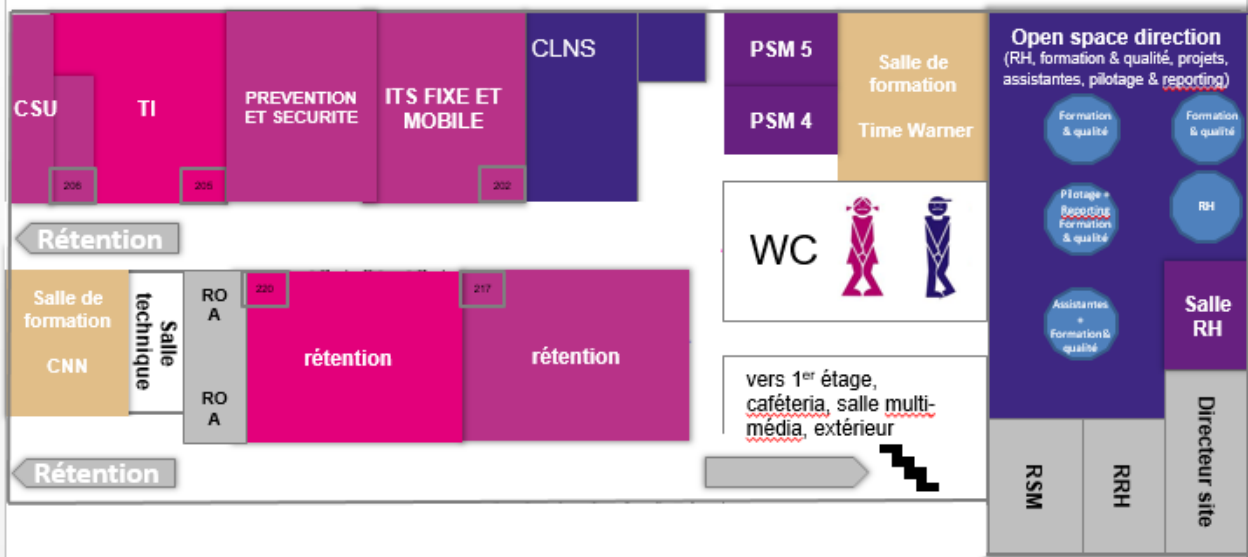 CSU
TI
PREVENTION
ET SECURITE
ITS FIXE ET
MOBILE
CLNS
206
205
202
PSM 5
PSM 4
Salle de
formation
Time Warner
Open space direction
(RH, formation & qualité, projets,
assistantes, pilotage & reporting)
Formation
& qualité
Formation
& qualité
Pilotage +
Reporting
Formation
& qualité
RH
Assistantes
+
Formation&
qualité
Salle
RH
Directeur site
RSM
RRH
Rétention
WC
Salle de
formation
CNN
Salle
technique
RO
A
RO
A
220
rétention
217
rétention
vers 1er étage,
caféteria, salle multi-
média, extérieur
Rétention